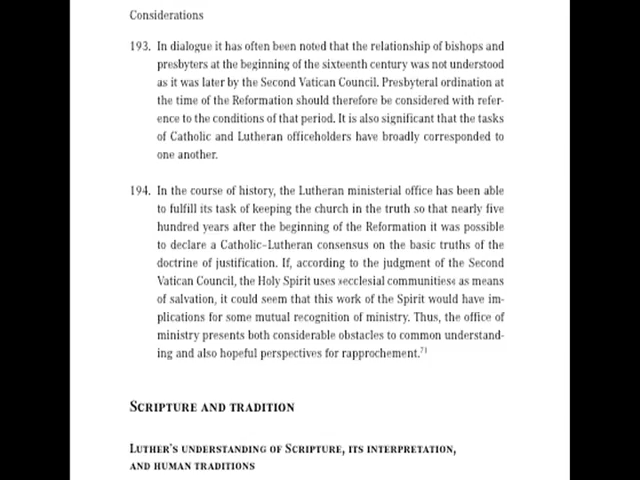 Considerations
193. In dialogue it has often been noted that the relationship of bishops and
presbyters at the beginning of the sixteenth century was not understood
as it was later by the Second Vatican Council. Presbyteral ordination at
the time of the Reformation should therefore be considered with refer-
ence to the conditions of that period. It is also significant that the tasks
of Catholic and Lutheran officeholders have broadly corresponded to
one another.
194. In the course of history, the Lutheran ministerial office has been able
to fulfill its task of keeping the church in the truth so that nearly five
hundred years after the beginning of the Reformation it was possible
to declare a Catholic–Lutheran consensus on the basic truths of the
doctrine of justification. If, according to the judgment of the Second
Vatican Council, the Holy Spirit uses »ecclesial communities« as means
of salvation, it could seem that this work of the Spirit would have im-
plications for some mutual recognition of ministry. Thus, the office of
ministry presents both considerable obstacles to common understand-
ing and also hopeful perspectives for rapprochement.71
Scripture and tradition
Luther's understanding of Scripture, its interpretation,
and human traditions